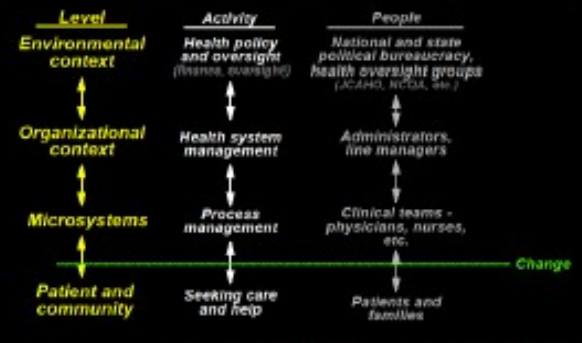 Level
Activity
People
Environmental
context
Health policy
and oversight
(finance, oversight)
National and state
political bureaucracy,
health oversight groups
(JCAHO, NCQA, etc.)
Organizational
context
Health system
management
Administrators,
line managers
Microsystems
Process
management
Clinical teams -
physicians, nurses,
etc.
Change
Patient and
community
Seeking care
and help
Patients and
families